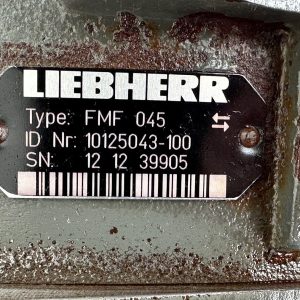 LIEBHERR
Type: FMF 045
ID Nr: 10125043-100
SN: 12 12 39905